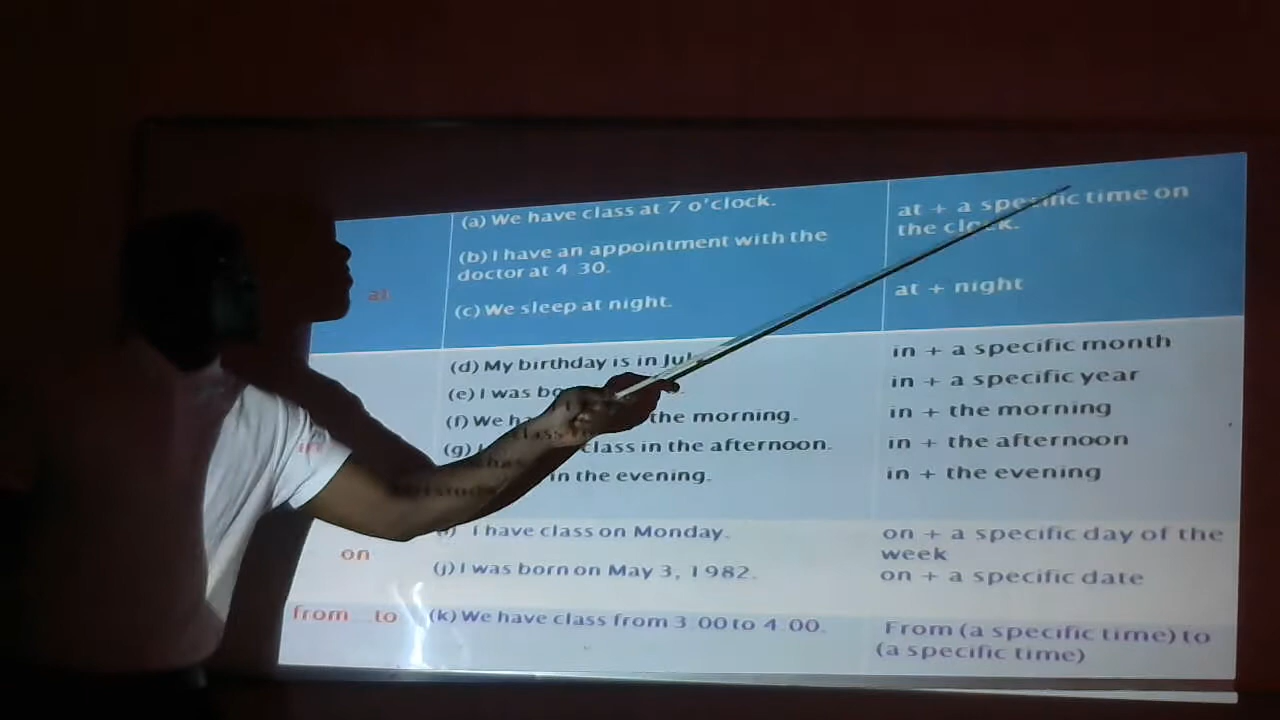 at
(a) We have class at 7 o'clock.
(b) I have an appointment with the
doctor at 4 30.
(c) We sleep at night.
at + a specific time on
the clock.
at + night
in
(d) My birthday is in
(e) I was
(f) We the morning.
(g) class in the afternoon.
in the evening.
in + a specific month
in + a specific year
in + the morning
in + the afternoon
in + the evening
on
I have class on Monday.
(j) I was born on May 3, 1982.
on + a specific day of the
week
on + a specific date
from to
(k) We have class from 3 00 to 4 00.
From (a specific time) to
(a specific time)